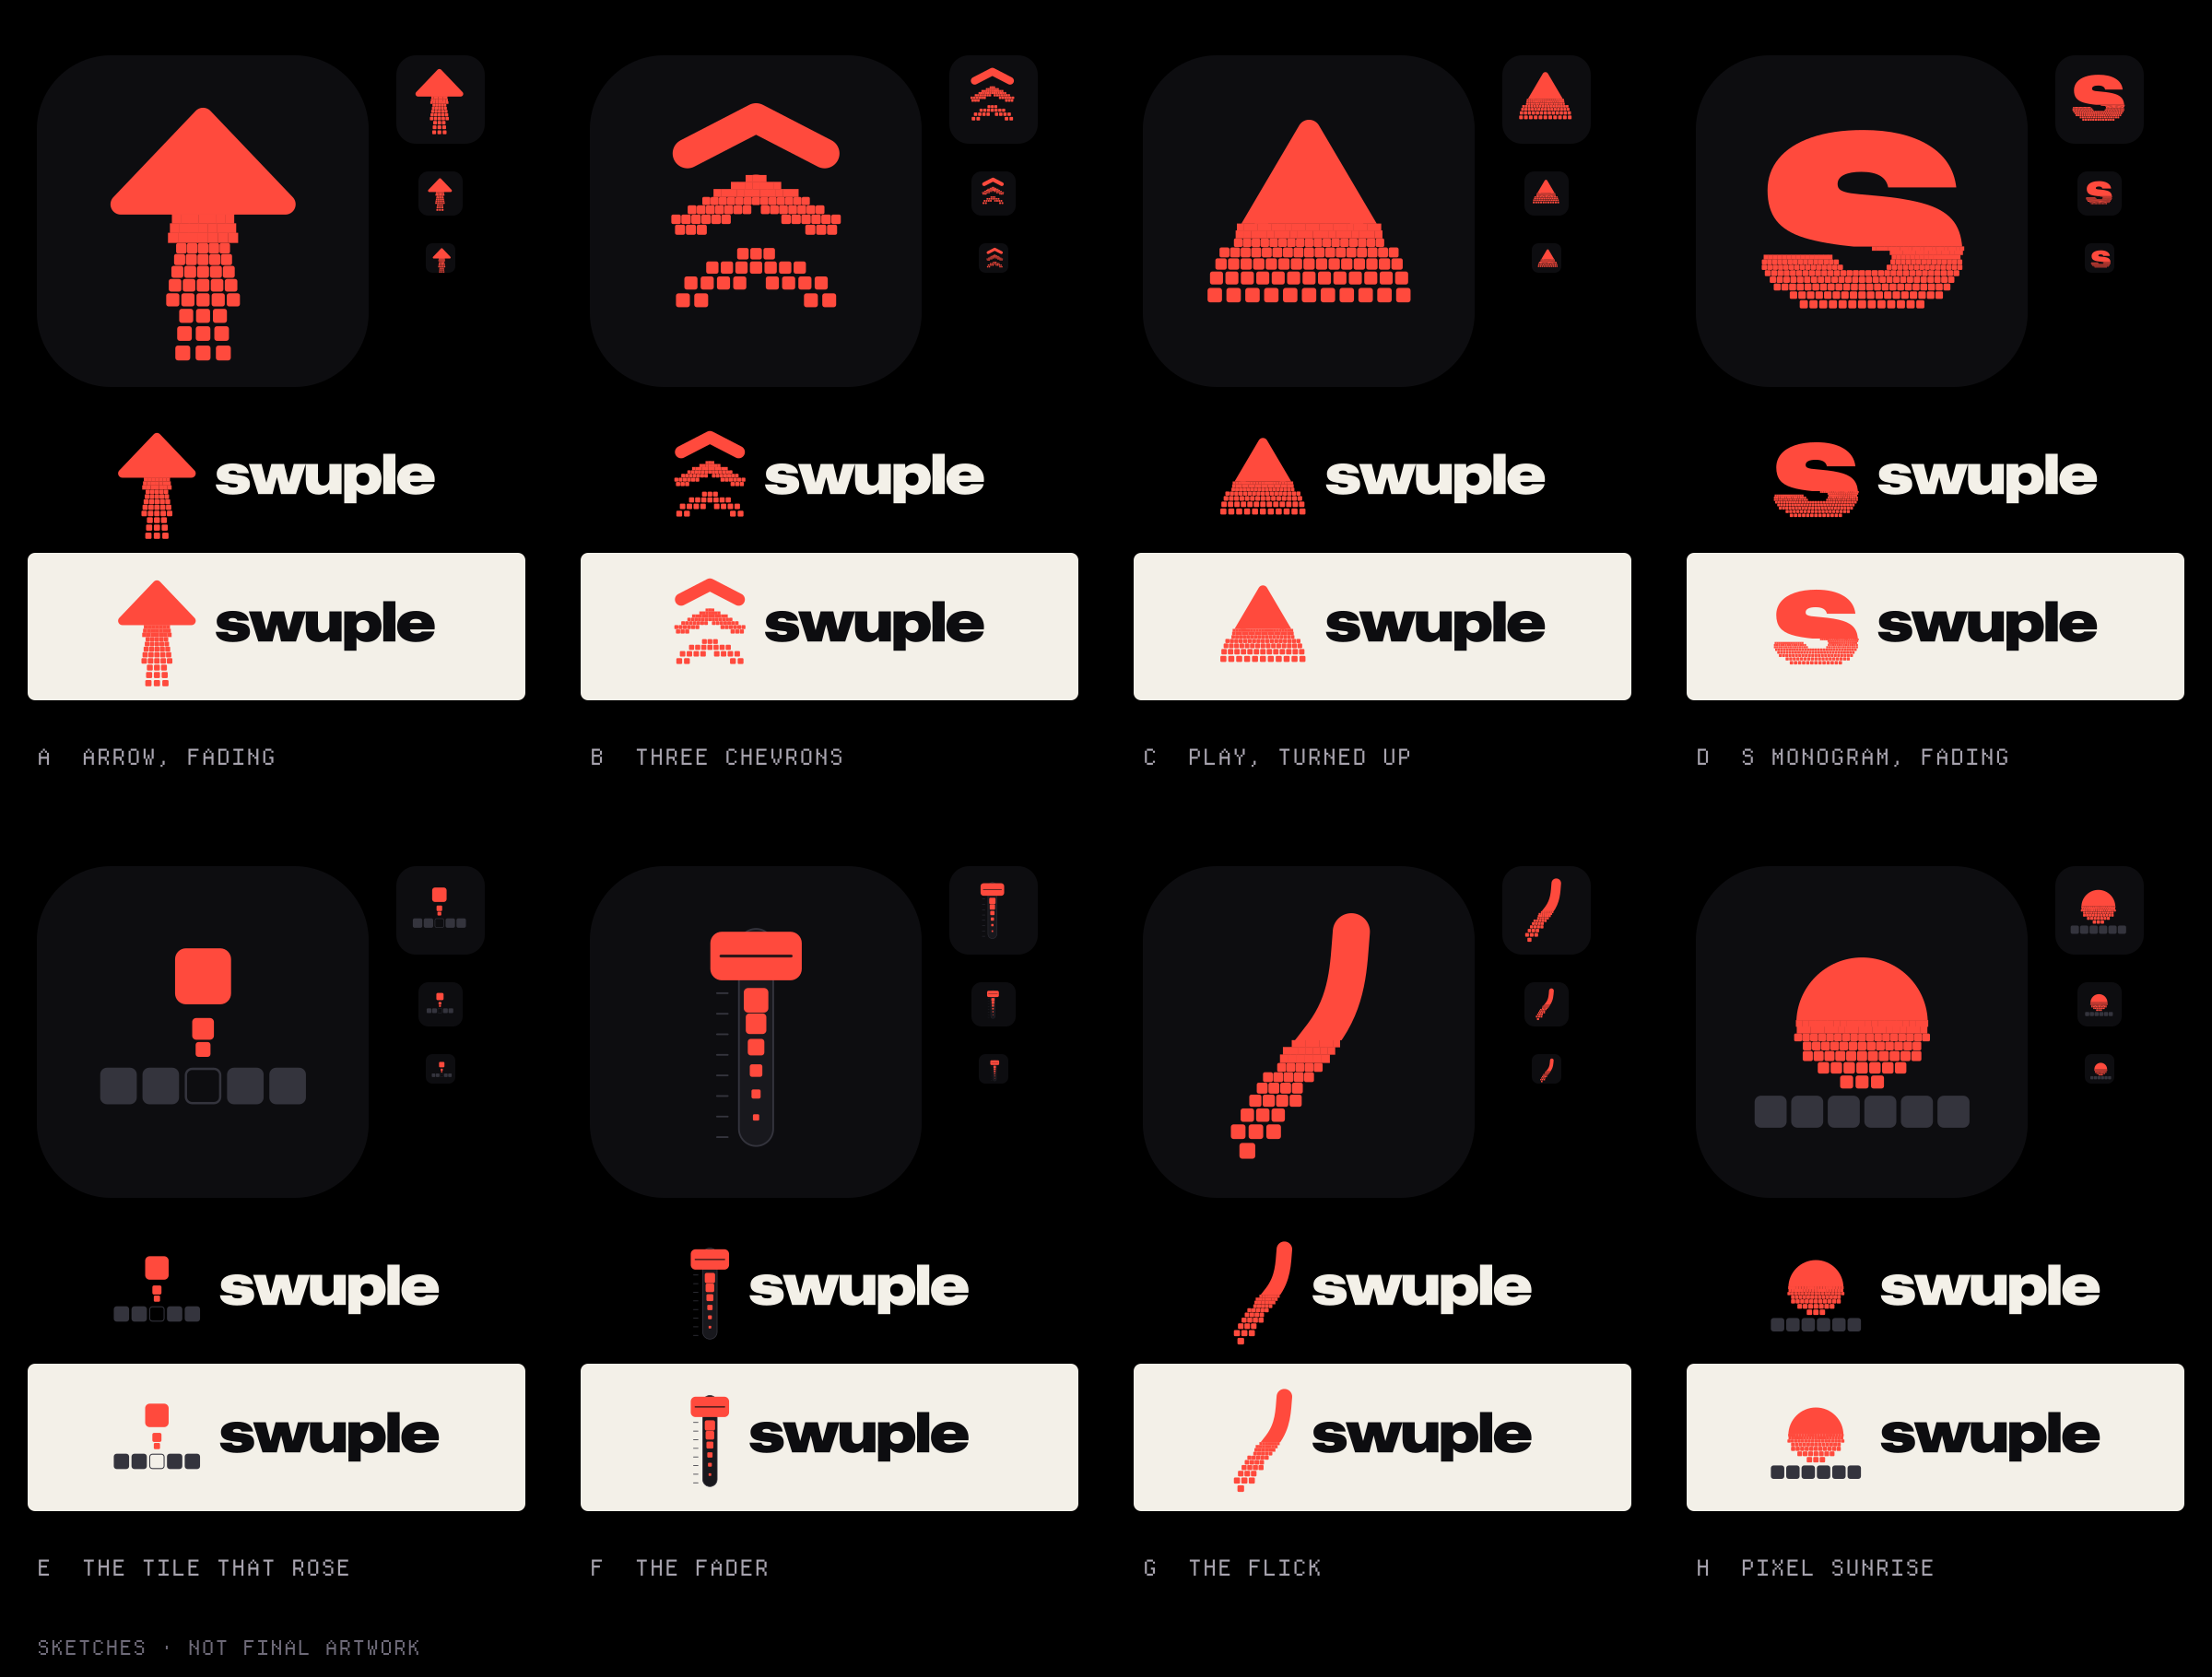 S
swuple
swuple
swuple
swuple
swuple
swuple
swuple
swuple
A ARROW, FADING
B THREE CHEVRONS
C PLAY, TURNED UP
D S MONOGRAM, FADING
swuple
swuple
swuple
swuple
swuple
swuple
swuple
swuple
E THE TILE THAT ROSE
F THE FADER
G THE FLICK
H PIXEL SUNRISE
SKETCHES · NOT FINAL ARTWORK